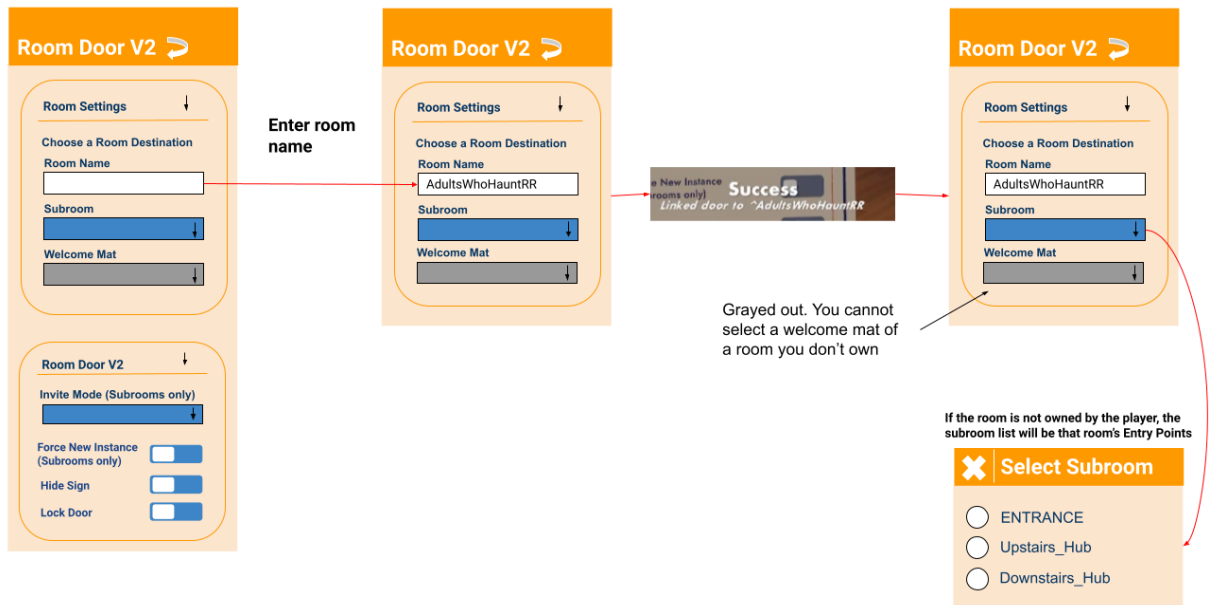 Room Door V2
Room Settings
Choose a Room Destination
Room Name
Subroom
Welcome Mat
Room Door V2
Invite Mode (Subrooms only)
Force New Instance
(Subrooms only)
Hide Sign
Lock Door
Enter room
name
Room Door V2
Room Settings
Choose a Room Destination
Room Name
AdultsWhoHauntRR
Subroom
Welcome Mat
e New Instance
rooms only)
Success
Linked door to ^AdultsWhoHauntRR
Room Door V2
Room Settings
Choose a Room Destination
Room Name
AdultsWhoHauntRR
Subroom
Welcome Mat
Grayed out. You cannot
select a welcome mat of
a room you don’t own
If the room is not owned by the player, the
subroom list will be that room’s Entry Points
Select Subroom
ENTRANCE
Upstairs_Hub
Downstairs_Hub